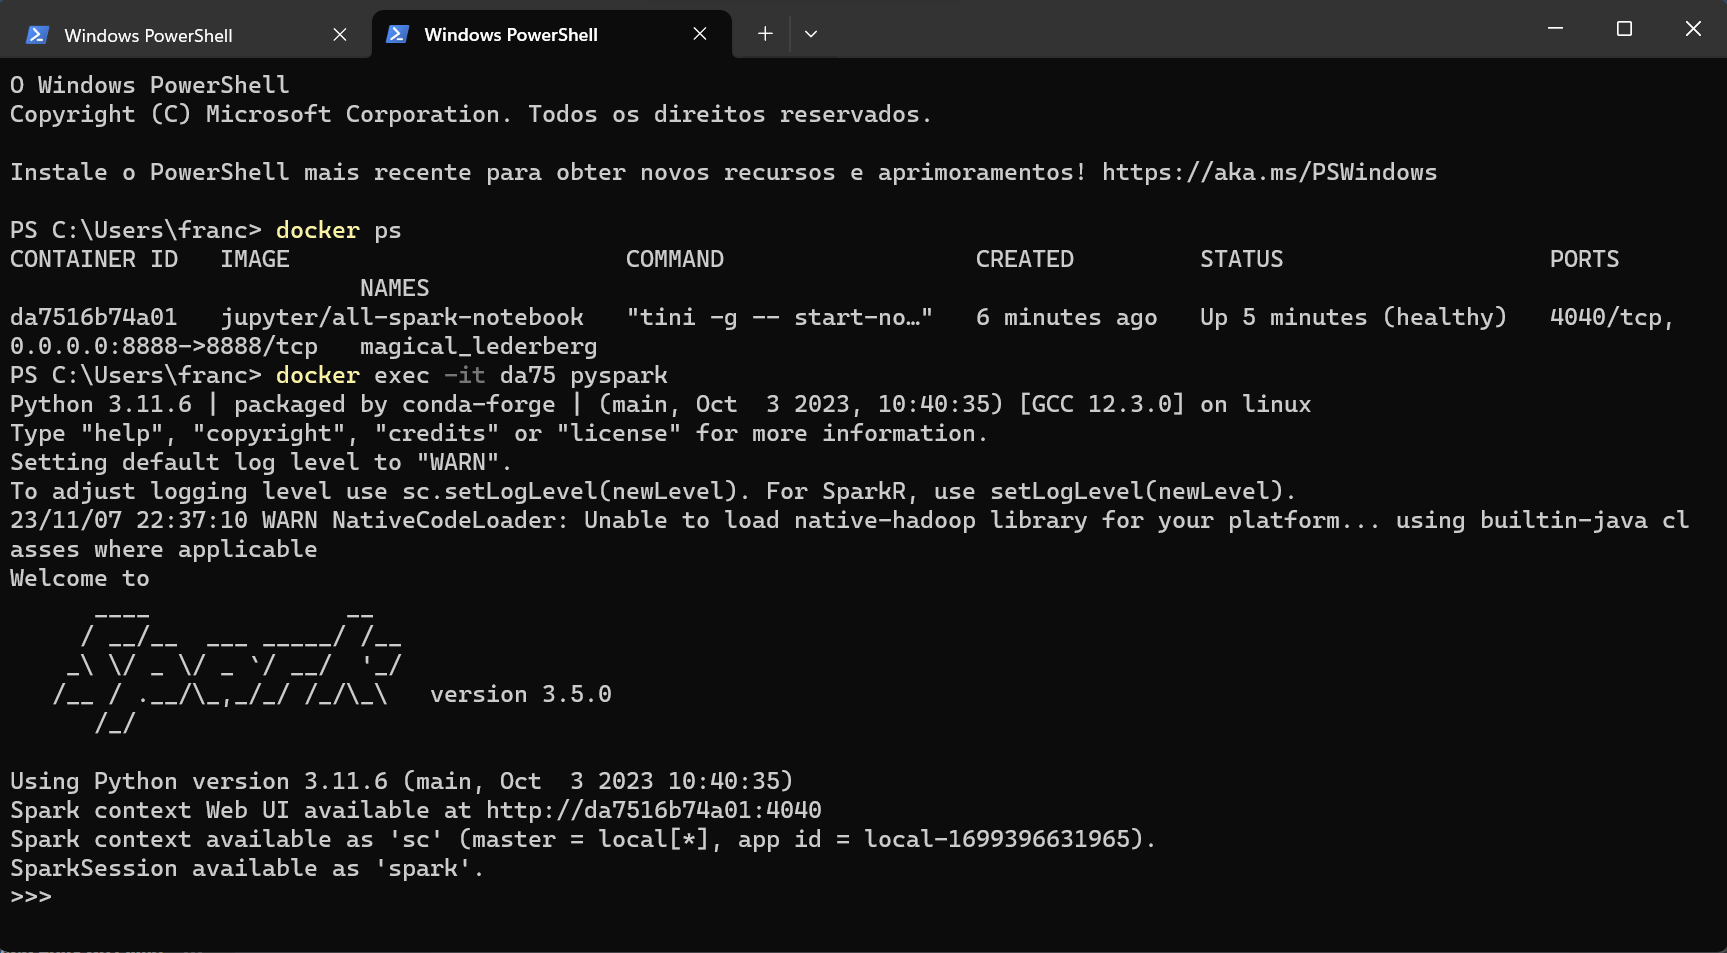 Windows PowerShell
Windows PowerShell
O Windows PowerShell
Copyright (C) Microsoft Corporation. Todos os direitos reservados.
Instale o PowerShell mais recente para obter novos recursos e aprimoramentos! https://aka.ms/PSWindows
PS C:\Users\franc> docker ps
CONTAINER ID   IMAGE                        COMMAND                  CREATED         STATUS                   PORTS
                         NAMES
da7516b74a01   jupyter/all-spark-notebook   "tini -g -- start-no…"   6 minutes ago   Up 5 minutes (healthy)   4040/tcp,
0.0.0.0:8888->8888/tcp   magical_lederberg
PS C:\Users\franc> docker exec -it da75 pyspark
Python 3.11.6 | packaged by conda-forge | (main, Oct  3 2023, 10:40:35) [GCC 12.3.0] on linux
Type "help", "copyright", "credits" or "license" for more information.
Setting default log level to "WARN".
To adjust logging level use sc.setLogLevel(newLevel). For SparkR, use setLogLevel(newLevel).
23/11/07 22:37:10 WARN NativeCodeLoader: Unable to load native-hadoop library for your platform... using builtin-java cl
asses where applicable
Welcome to
      ____              __
     / __/__  ___ _____/ /__
    _\ \/ _ \/ _ `/ __/  '_/
   /__ / .__/\_,_/_/ /_/\_\   version 3.5.0
      /_/
Using Python version 3.11.6 (main, Oct  3 2023 10:40:35)
Spark context Web UI available at http://da7516b74a01:4040
Spark context available as 'sc' (master = local[*], app id = local-1699396631965).
SparkSession available as 'spark'.
>>>